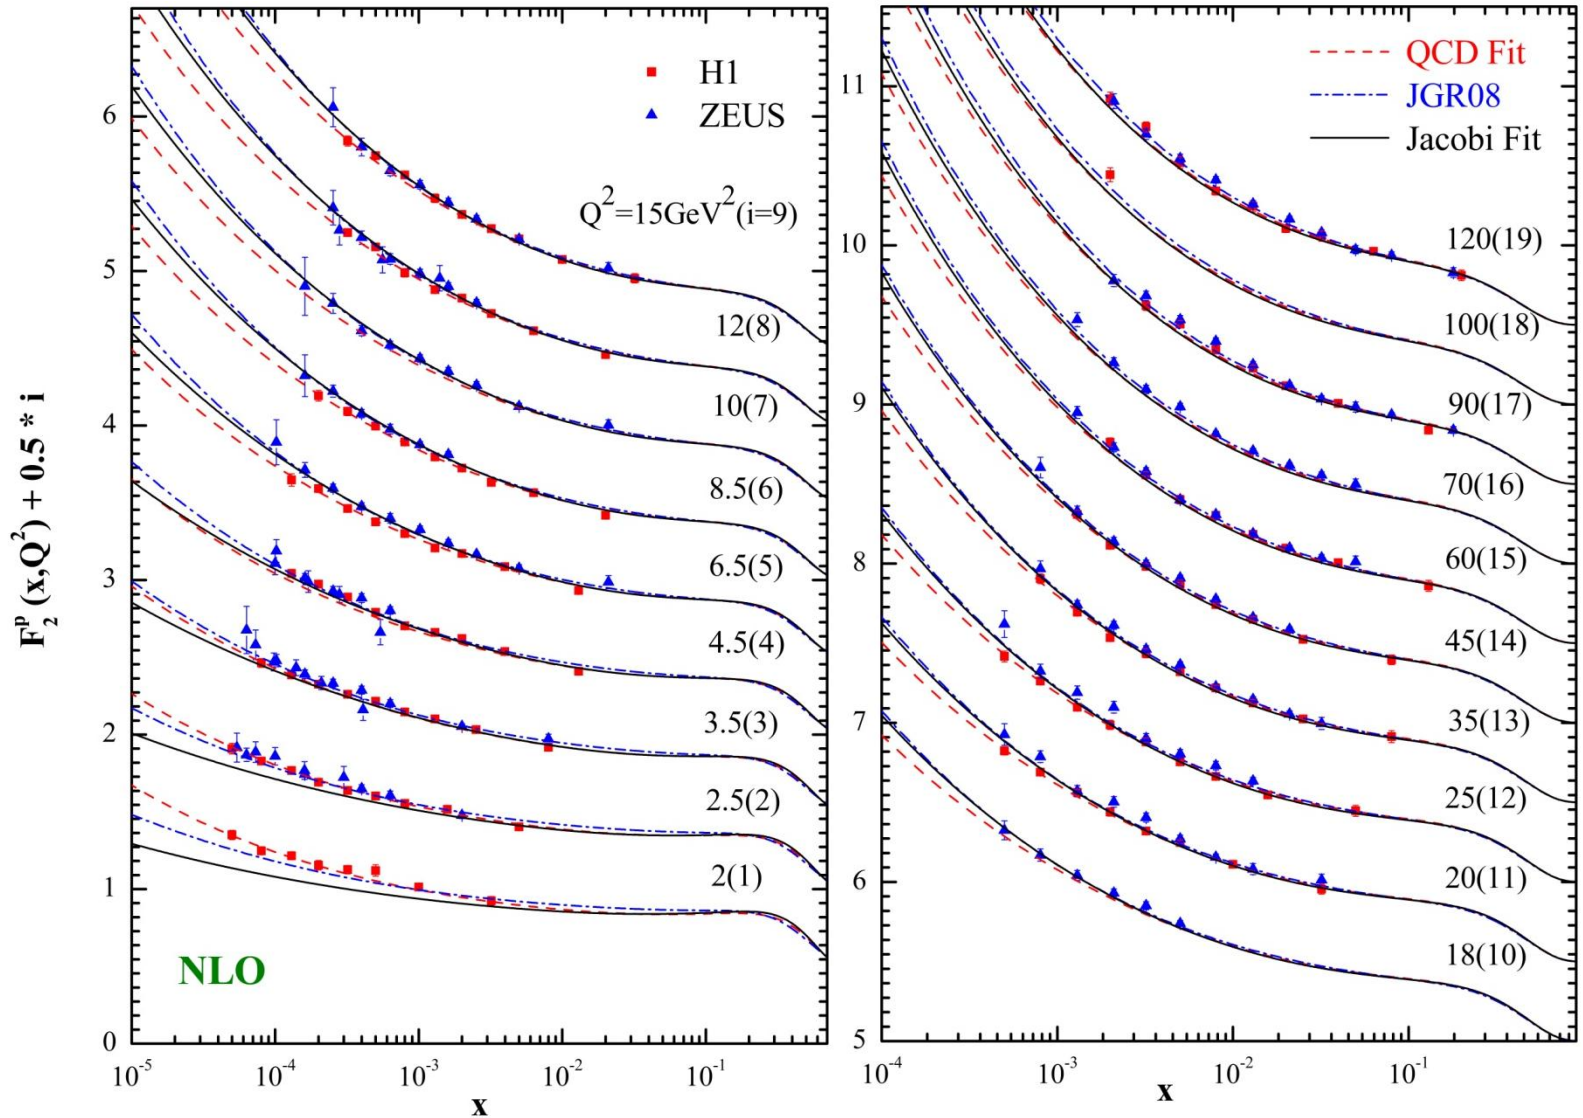 F₂ᵖ (x,Q²) + 0.5 * i
6
5
4
3
2
1
0
H1
ZEUS
Q²=15GeV²(i=9)
12(8)
10(7)
8.5(6)
6.5(5)
4.5(4)
3.5(3)
2.5(2)
2(1)
NLO
10⁻⁵ 10⁻⁴ 10⁻³ 10⁻² 10⁻¹
x
11
10
9
8
7
6
5
QCD Fit
JGR08
Jacobi Fit
120(19)
100(18)
90(17)
70(16)
60(15)
45(14)
35(13)
25(12)
20(11)
18(10)
10⁻⁴ 10⁻³ 10⁻² 10⁻¹
x